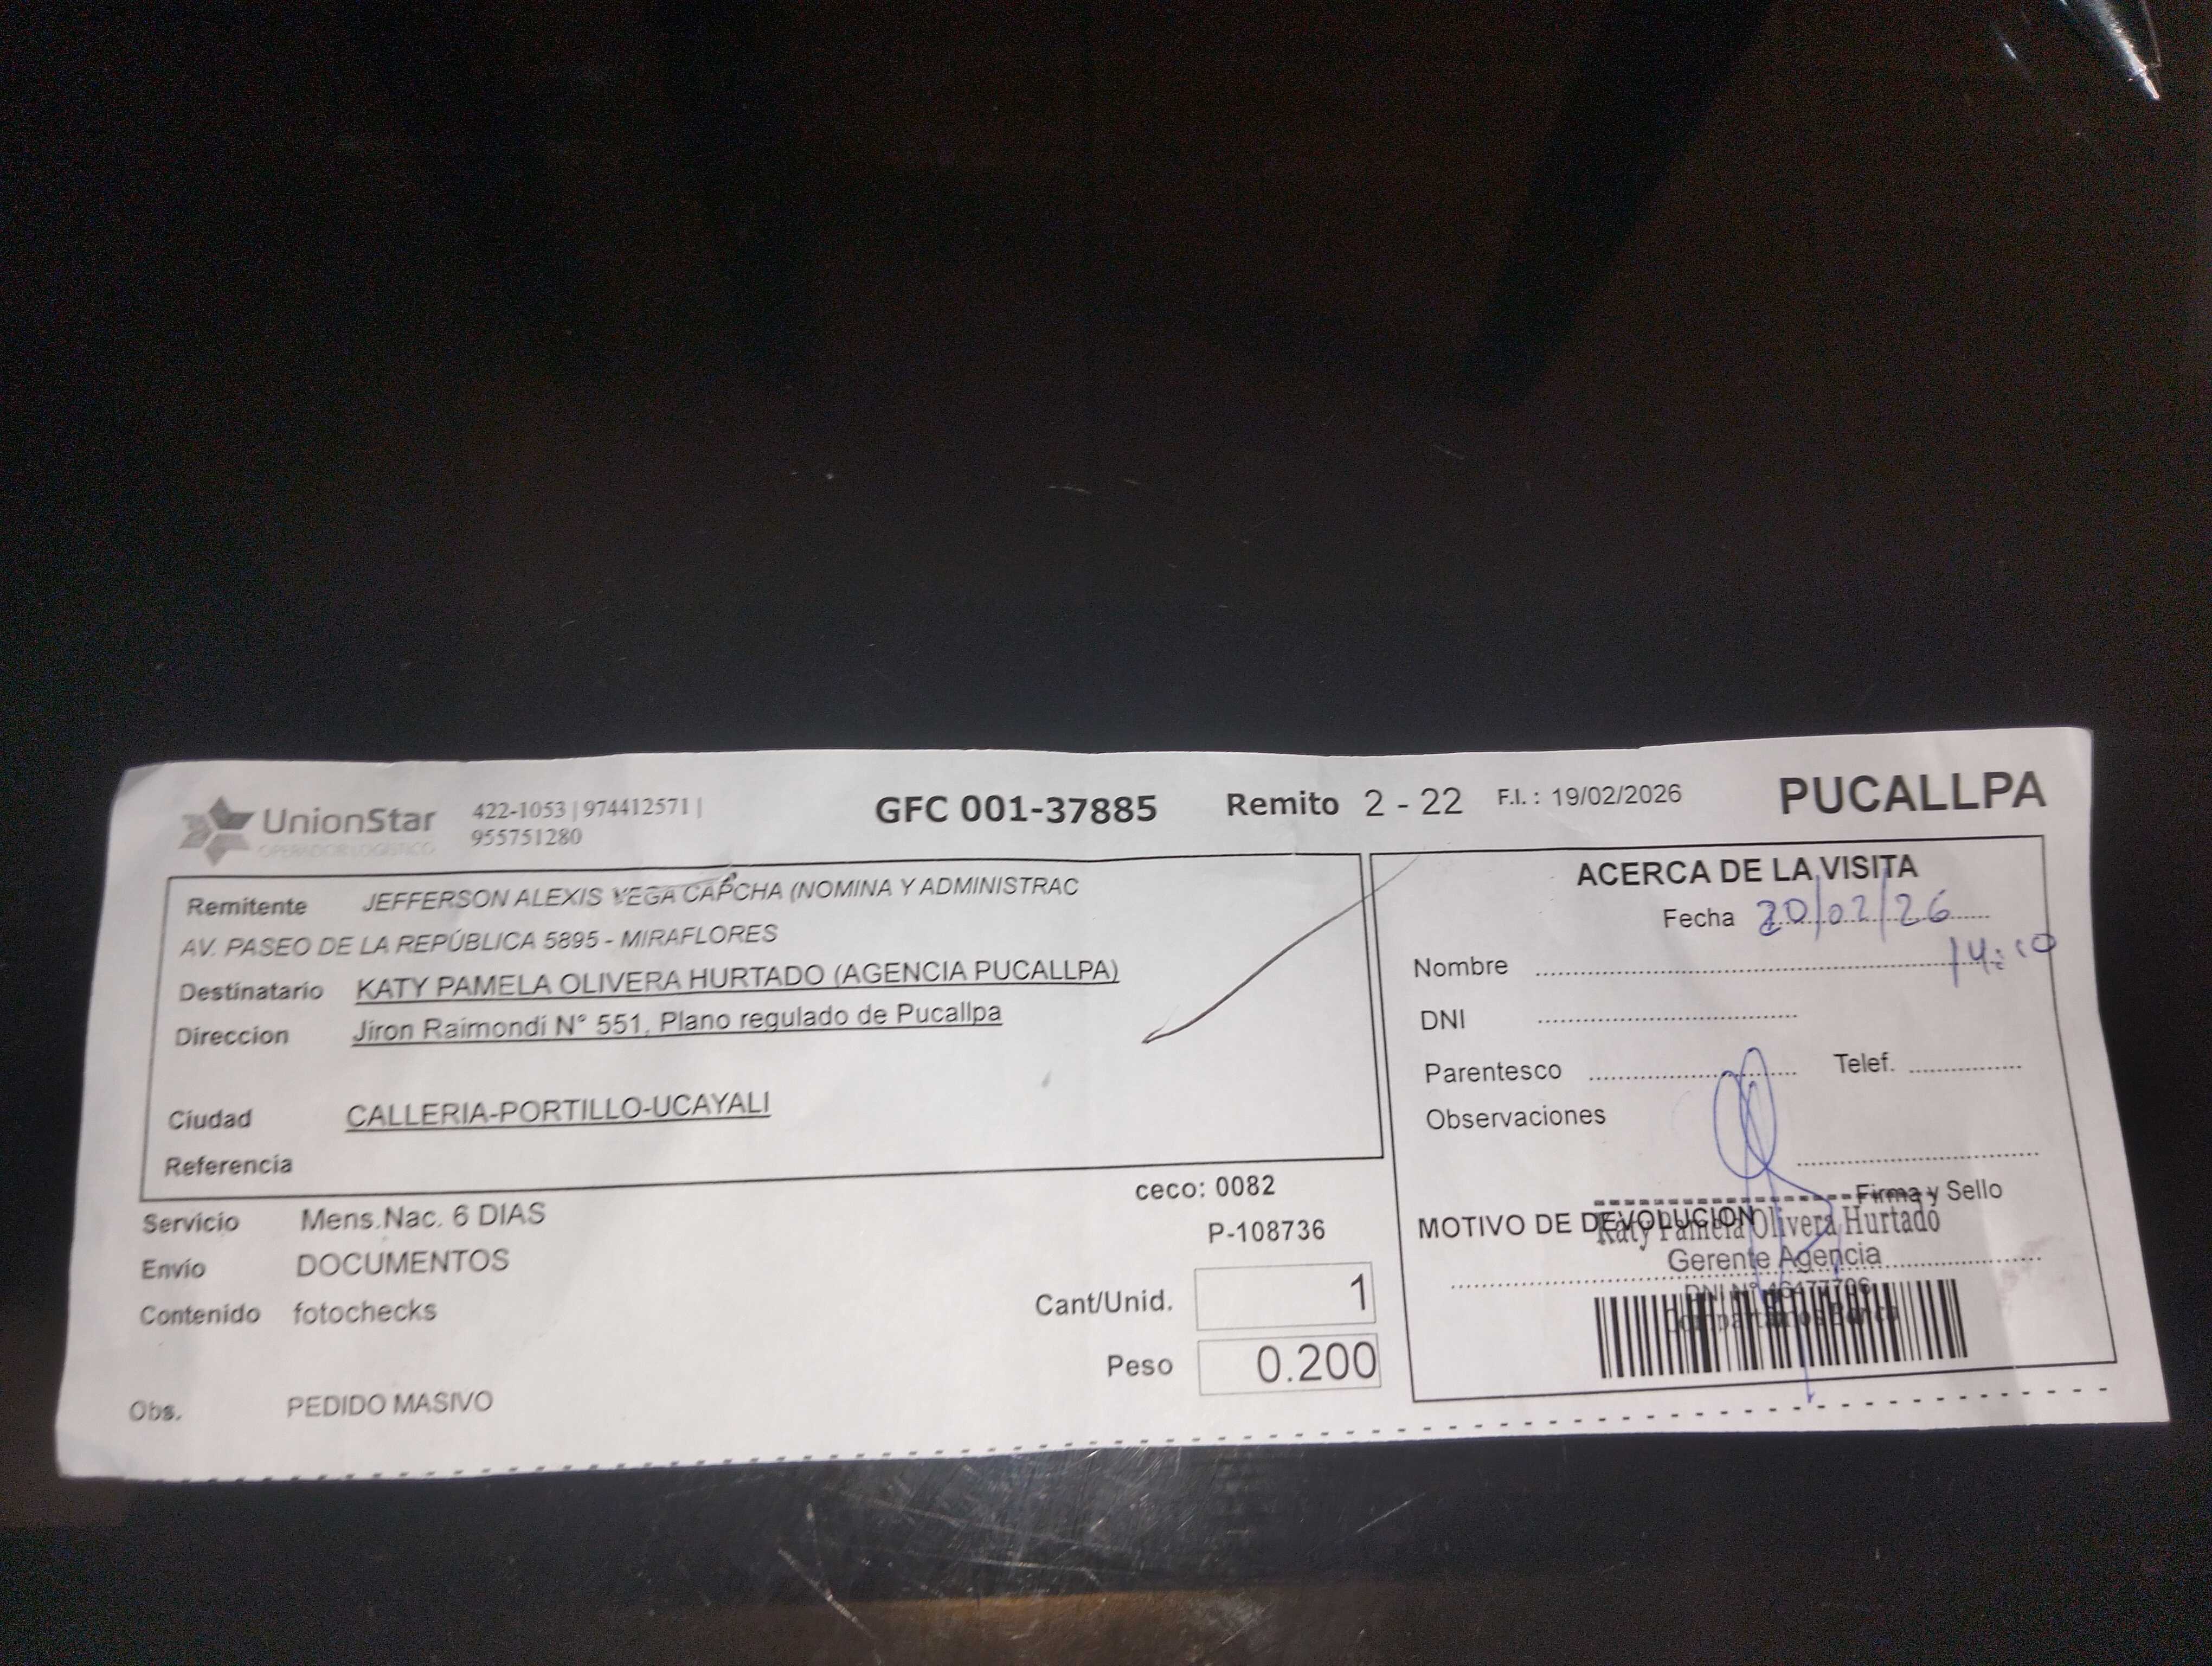 UnionStar
OPERADOR LOGISTICO
422-1053 | 974412571 |
955751280
GFC 001-37885
Remito 2 - 22
F.I. : 19/02/2026
PUCALLPA
Remitente JEFFERSON ALEXIS VEGA CAPCHA (NOMINA Y ADMINISTRAC
AV. PASEO DE LA REPÚBLICA 5895 - MIRAFLORES
Destinatario KATY PAMELA OLIVERA HURTADO (AGENCIA PUCALLPA)
Direccion Jiron Raimondi N° 551, Plano regulado de Pucallpa
Ciudad CALLERIA-PORTILLO-UCAYALI
Referencia
Servicio Mens.Nac. 6 DIAS
Envío DOCUMENTOS
Contenido fotochecks
Obs. PEDIDO MASIVO
ceco: 0082
P-108736
Cant/Unid. 1
Peso 0.200
ACERCA DE LA VISITA
Fecha 20/02/26
14:10
Nombre
DNI
Parentesco
Telef.
Observaciones
Firma y Sello
MOTIVO DE DEVOLUCION
Katy Pamela Olivera Hurtado
Gerente Agencia
DNI N°
Compartamos Banco